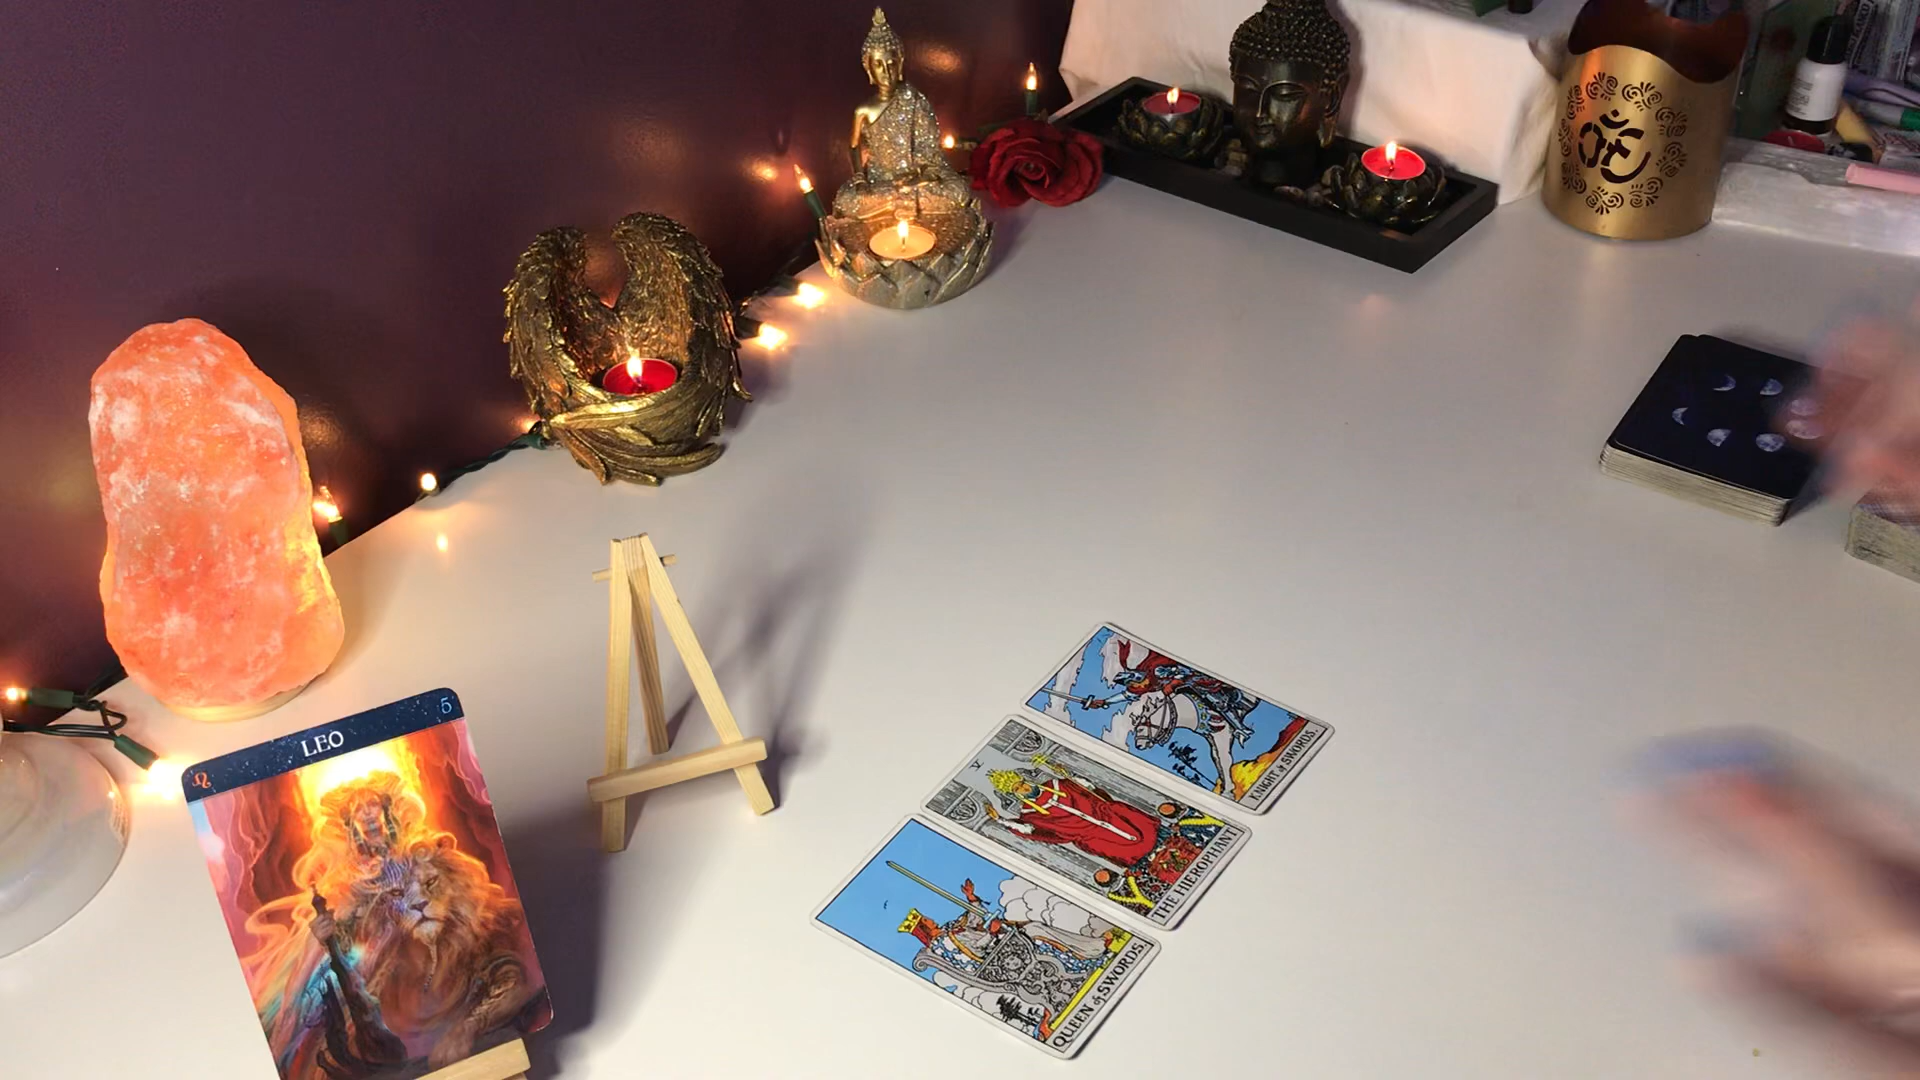 LEO
5
♌
ॐ
KNIGHT of SWORDS.
V
THE HIEROPHANT
QUEEN of SWORDS.